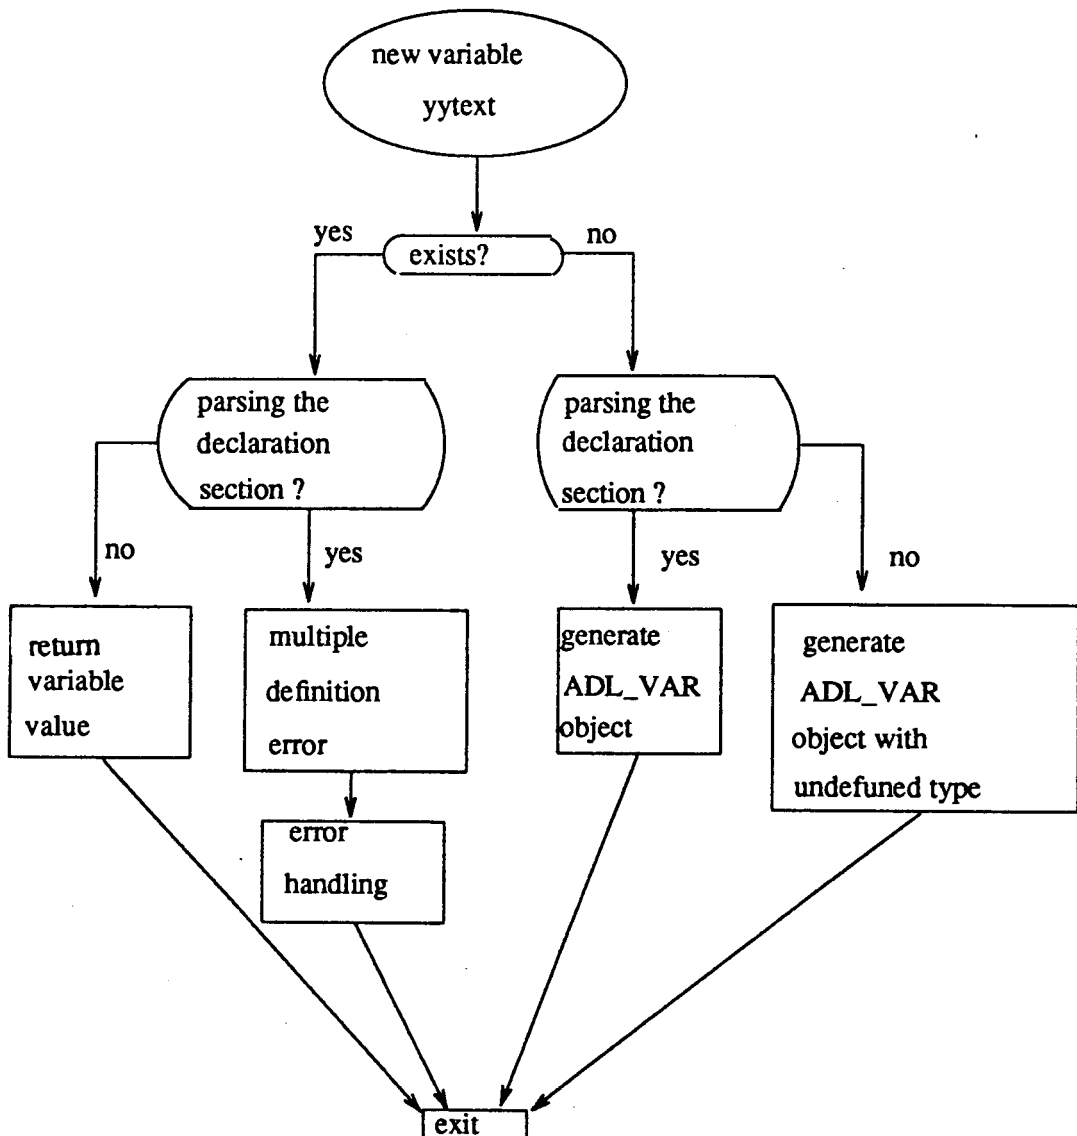 new variable
yytext
yes
exists?
no
parsing the
declaration
section ?
parsing the
declaration
section ?
no
yes
yes
no
return
variable
value
multiple
definition
error
generate
ADL_VAR
object
generate
ADL_VAR
object with
undefuned type
error
handling
exit